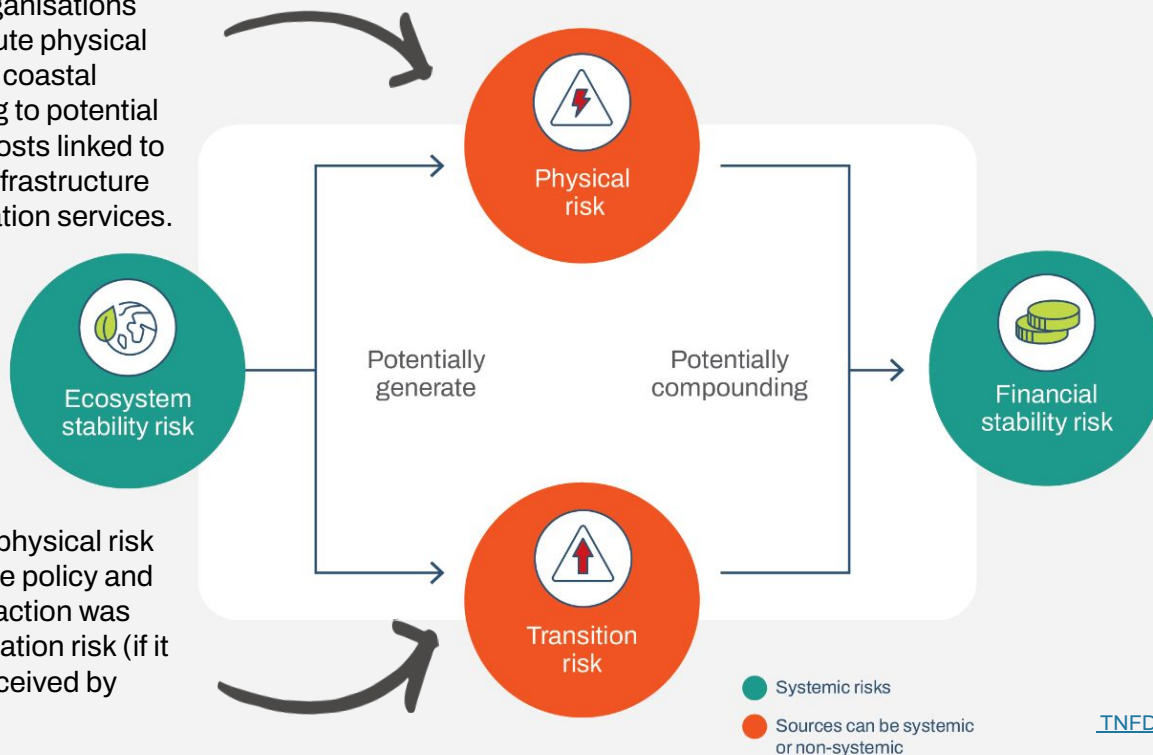 ute physical
coastal
to potential
osts linked to
frastructure
ation services.
Physical
risk
Potentially
generate
Potentially
compounding
Ecosystem
stability risk
Financial
stability risk
physical risk
policy and
action was
ation risk (if it
ceived by
Transition
risk
Systemic risks
Sources can be systemic
or non-systemic
TNFD